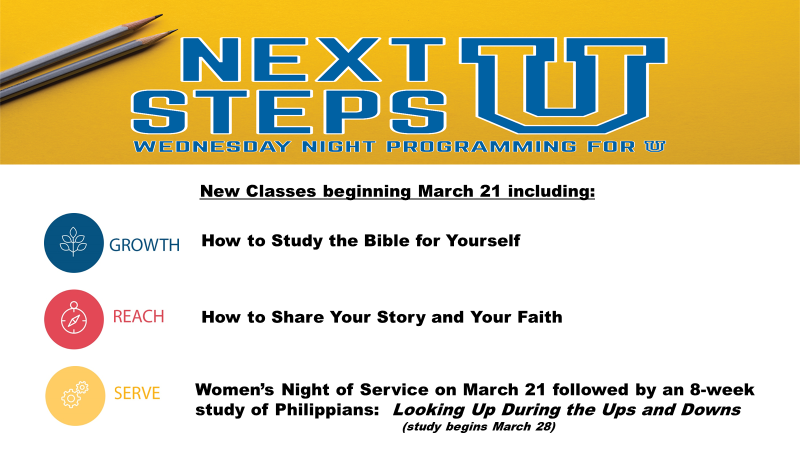 NEXT U
STEPS
WEDNESDAY NIGHT PROGRAMMING FOR U
New Classes beginning March 21 including:
GROWTH How to Study the Bible for Yourself
REACH How to Share Your Story and Your Faith
SERVE Women’s Night of Service on March 21 followed by an 8-week
study of Philippians: Looking Up During the Ups and Downs
(study begins March 28)